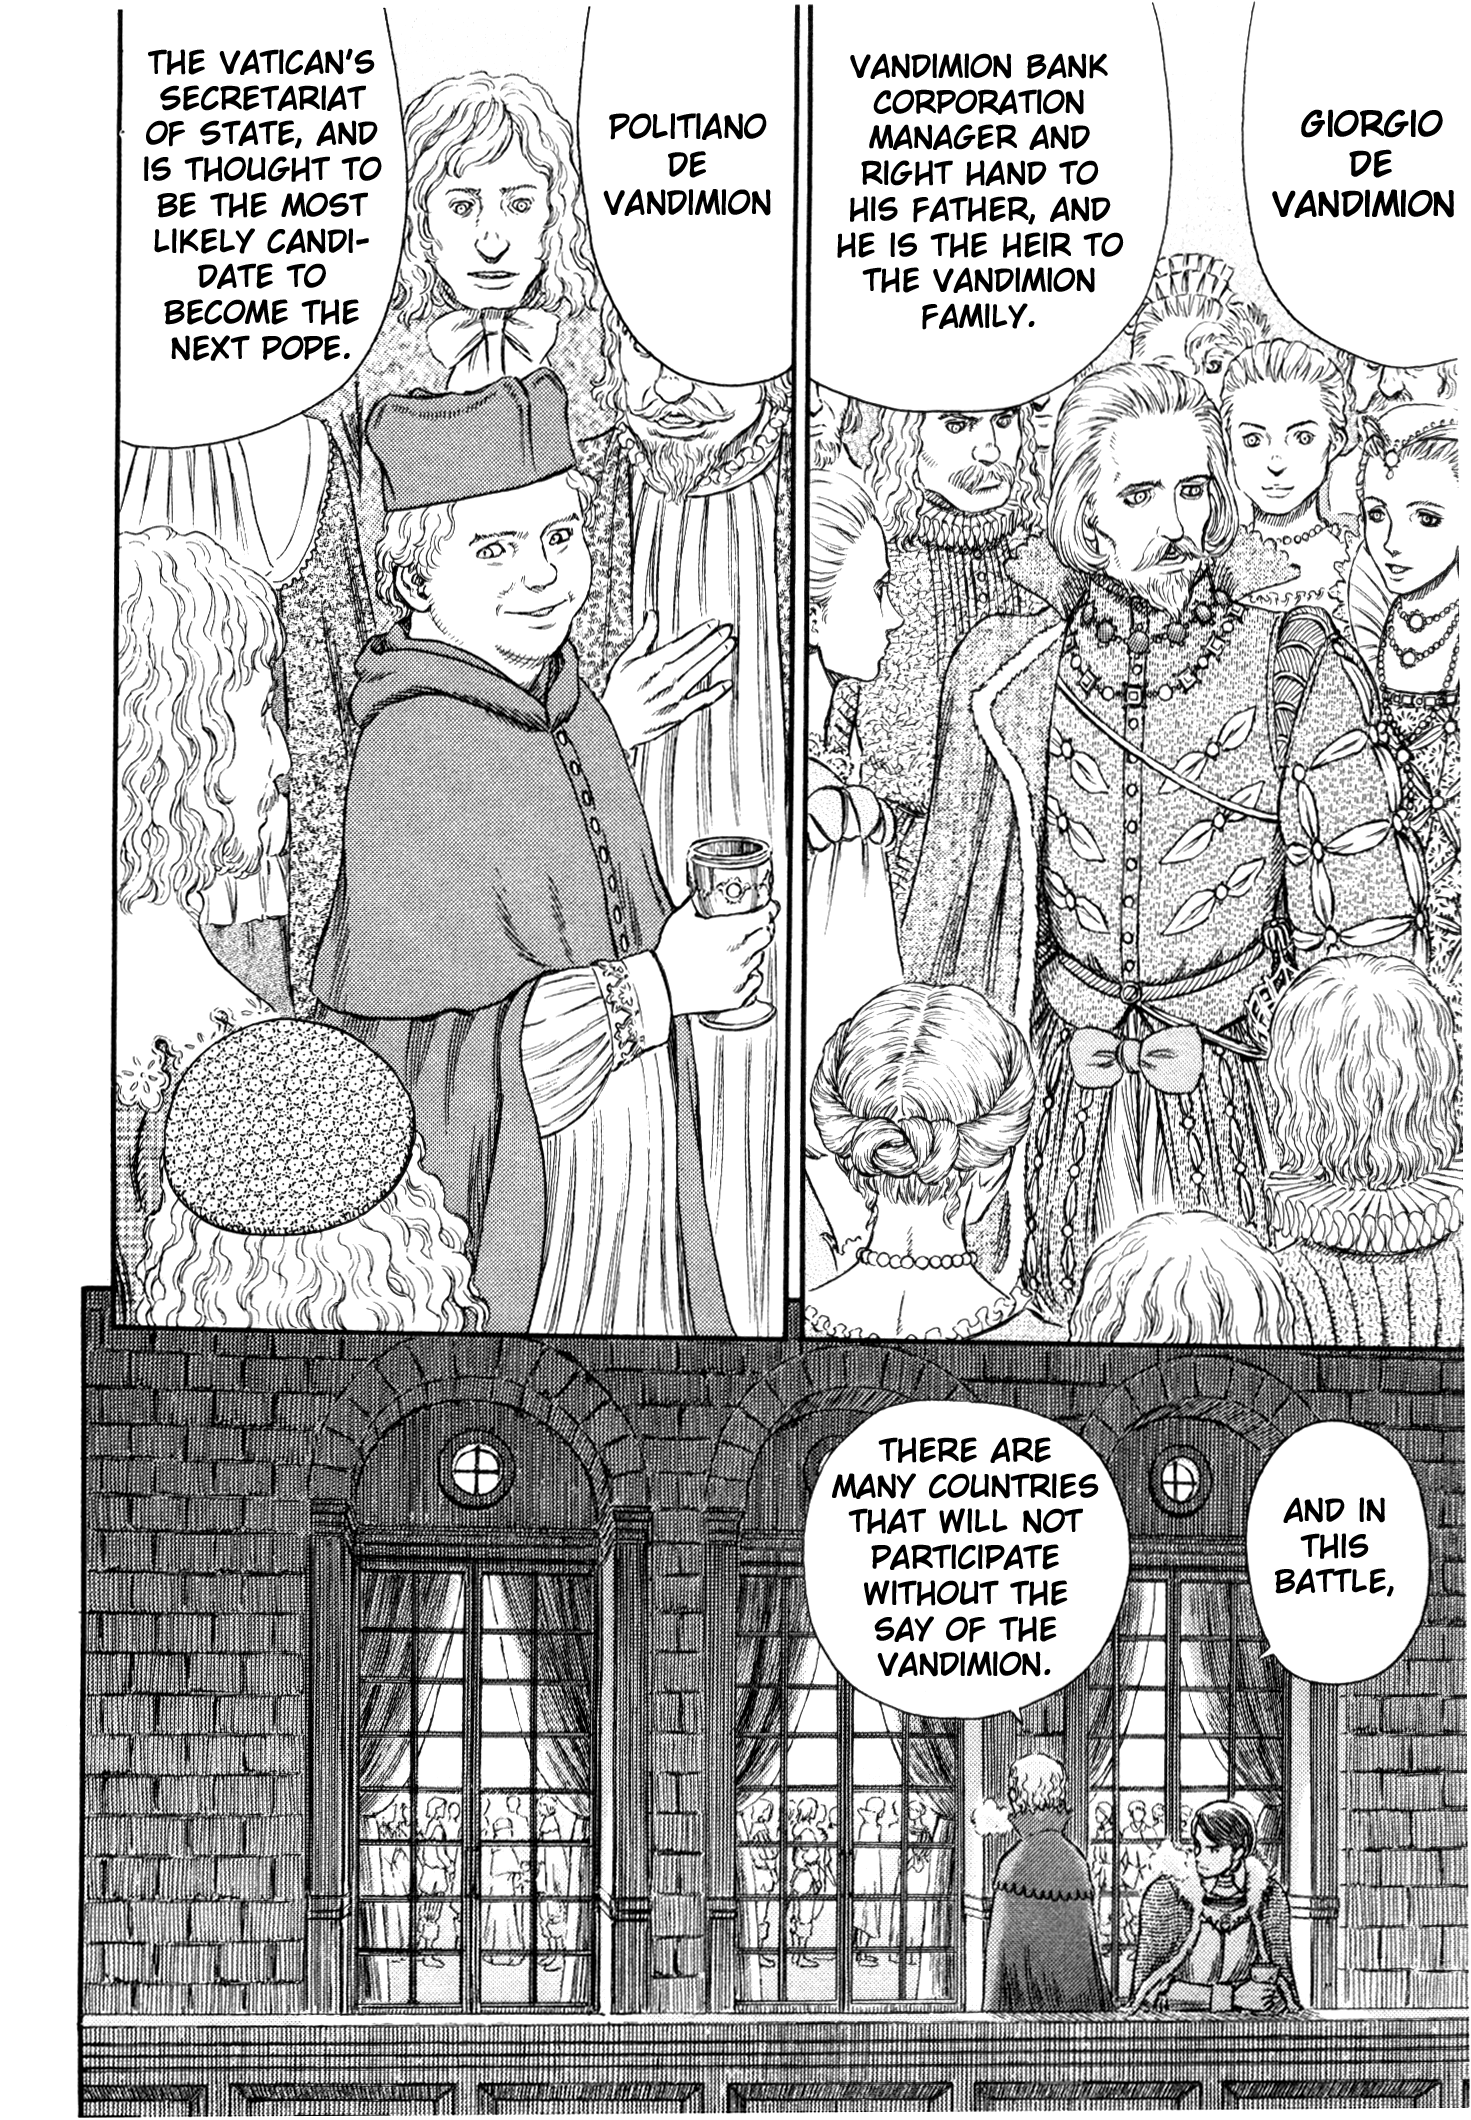 GIORGIO
DE
VANDIMION
VANDIMION BANK
CORPORATION
MANAGER AND
RIGHT HAND TO
HIS FATHER, AND
HE IS THE HEIR TO
THE VANDIMION
FAMILY.
POLITIANO
DE
VANDIMION
THE VATICAN'S
SECRETARIAT
OF STATE, AND
IS THOUGHT TO
BE THE MOST
LIKELY CANDI-
DATE TO
BECOME THE
NEXT POPE.
AND IN
THIS
BATTLE,
THERE ARE
MANY COUNTRIES
THAT WILL NOT
PARTICIPATE
WITHOUT THE
SAY OF THE
VANDIMION.